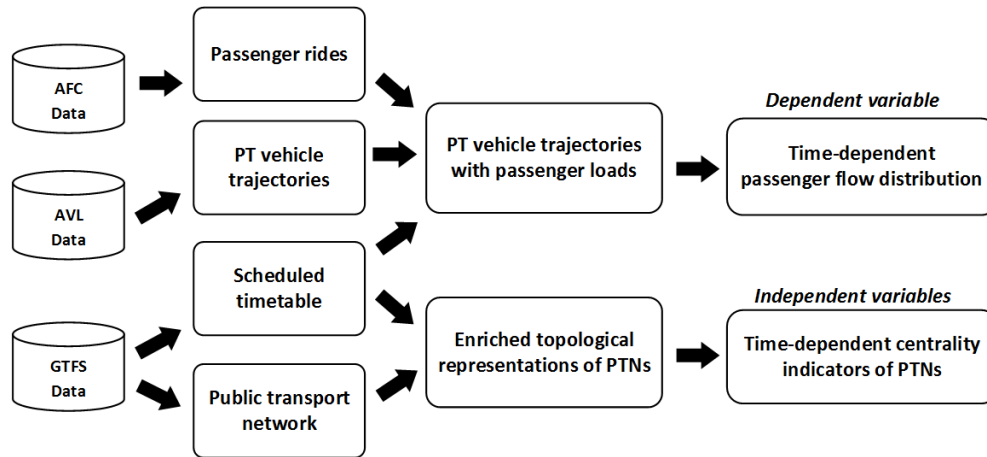 AFC
Data
AVL
Data
GTFS
Data
Passenger rides
PT vehicle
trajectories
Scheduled
timetable
Public transport
network
PT vehicle trajectories
with passenger loads
Enriched topological
representations of PTNs
Dependent variable
Time-dependent
passenger flow distribution
Independent variables
Time-dependent centrality
indicators of PTNs